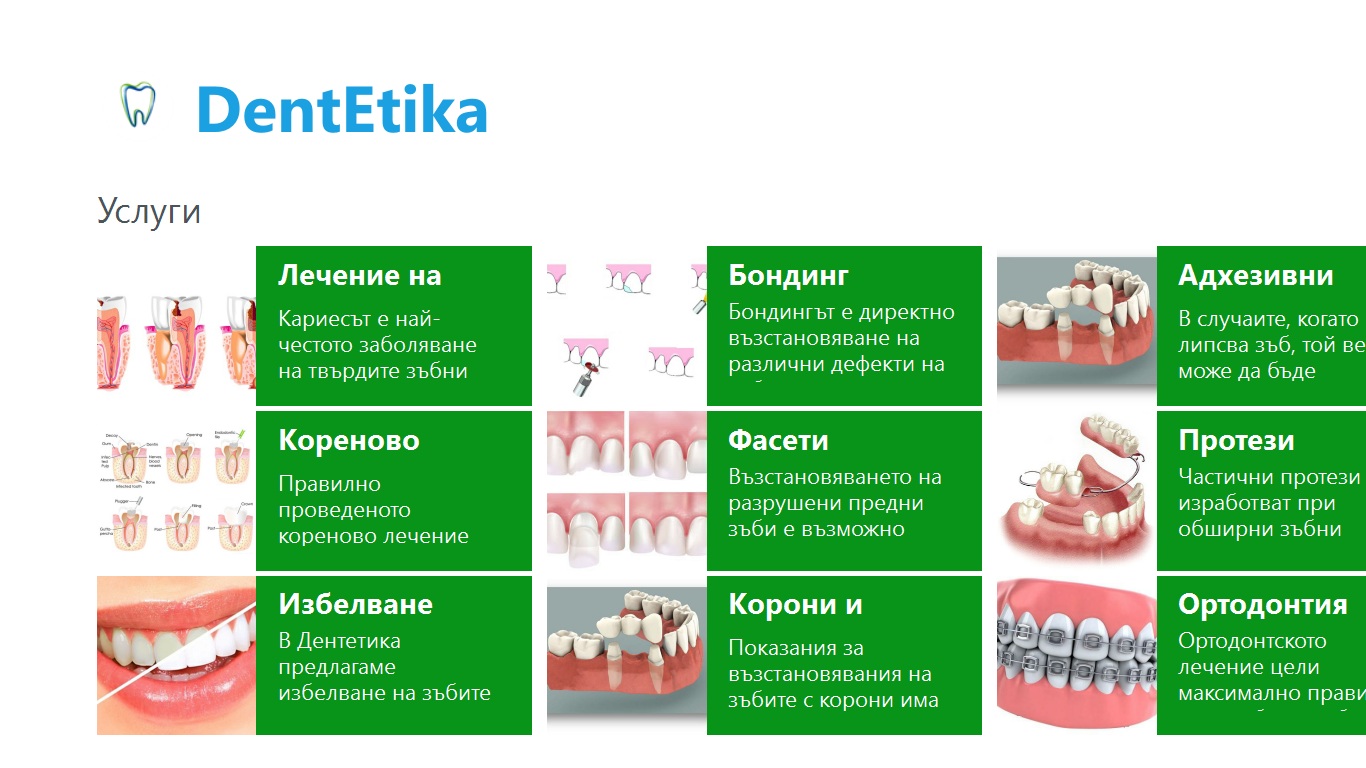 DentEtika
Услуги
Лечение на
Кариесът е най-
честото заболяване
на твърдите зъбни
Бондинг
Бондингът е директно
възстановяване на
различни дефекти на
Адхезивни
В случаите, когато
липсва зъб, той ве
може да бъде
Кореново
Правилно
проведеното
кореново лечение
Фасети
Възстановяването на
разрушени предни
зъби е възможно
Протези
Частични протези
изработват при
обширни зъбни
Избелване
В Дентетика
предлагаме
избелване на зъбите
Корони и
Показания за
възстановявания на
зъбите с корони има
Ортодонтия
Ортодонтското
лечение цели
максимално прави